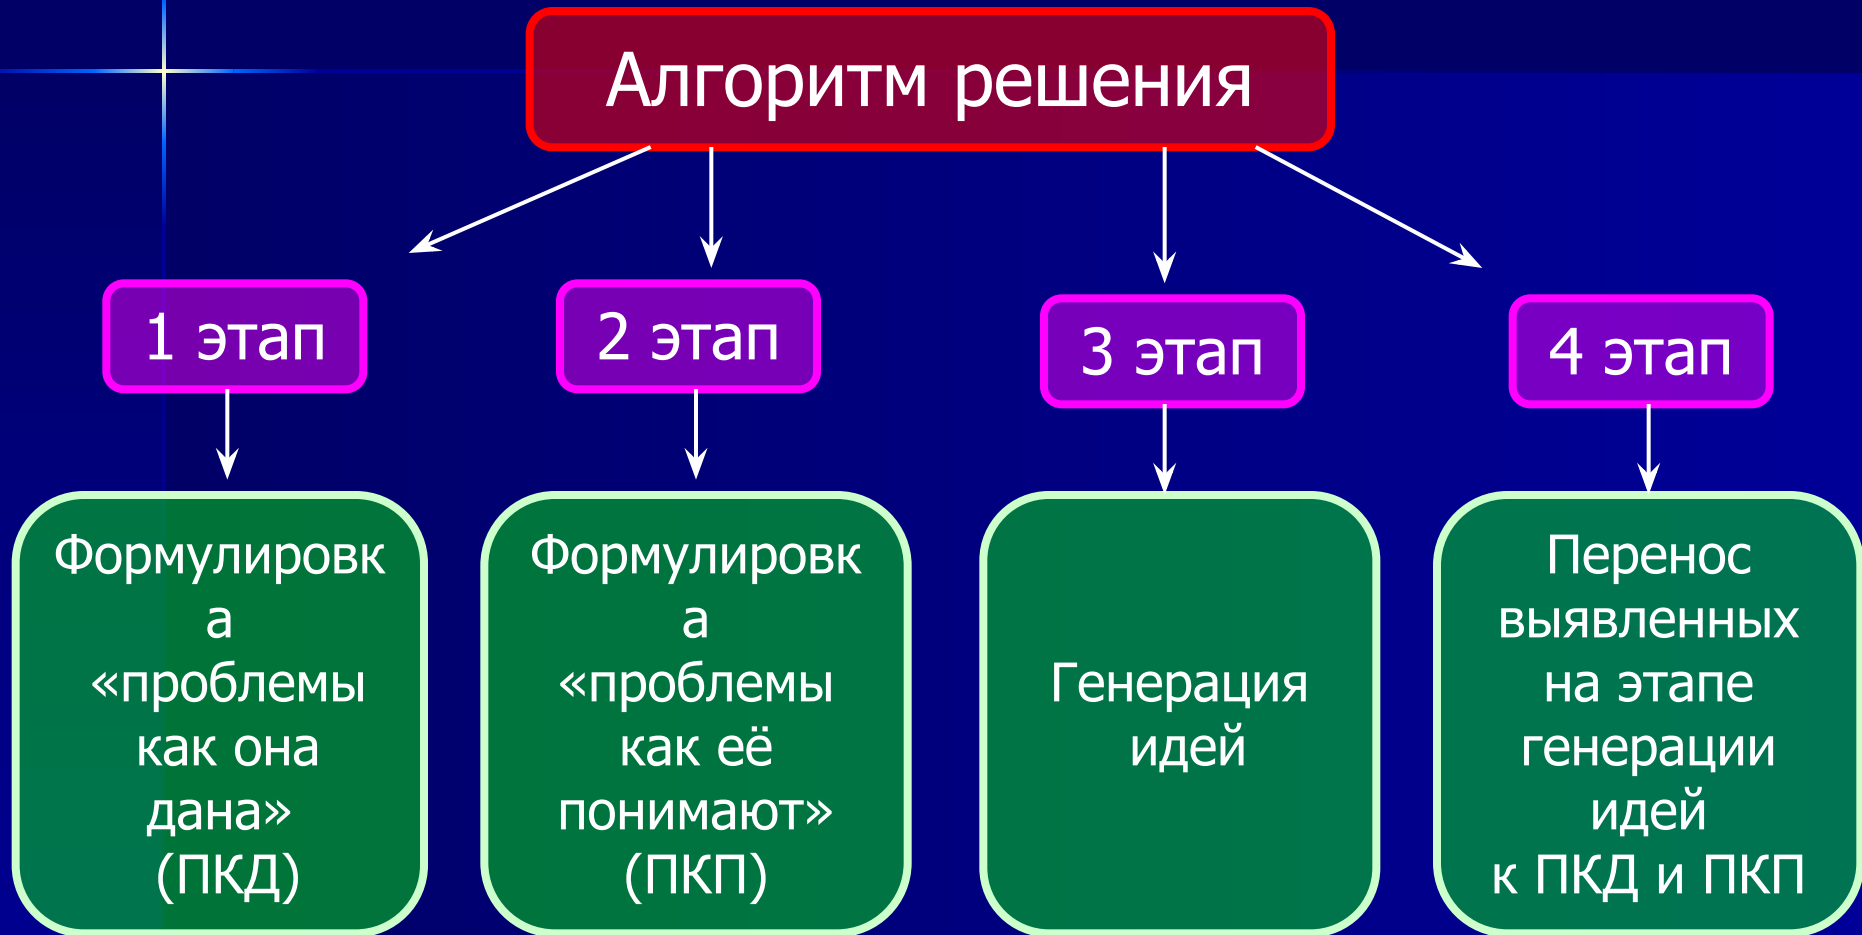 Алгоритм решения
1 этап
2 этап
3 этап
4 этап
Формулировк
а
«проблемы
как она
дана»
(ПКД)
Формулировк
а
«проблемы
как её
понимают»
(ПКП)
Генерация
идей
Перенос
выявленных
на этапе
генерации
идей
к ПКД и ПКП